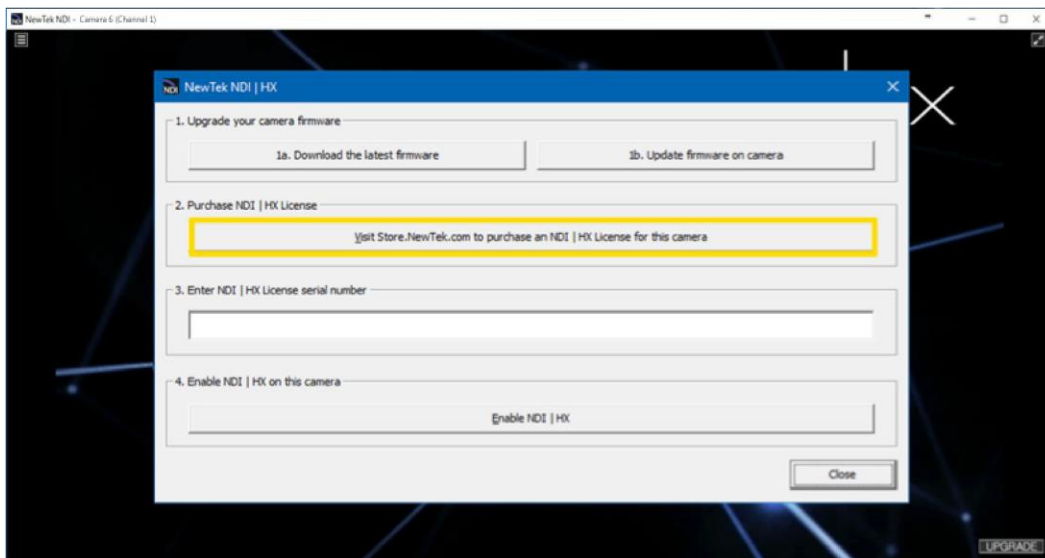 NewTek NDI - Camera 6 (Channel 1)
NDI NewTek NDI | HX
1. Upgrade your camera firmware
1a. Download the latest firmware
1b. Update firmware on camera
2. Purchase NDI | HX License
Visit Store.NewTek.com to purchase an NDI | HX License for this camera
3. Enter NDI | HX License serial number
4. Enable NDI | HX on this camera
Enable NDI | HX
Close
UPGRADE